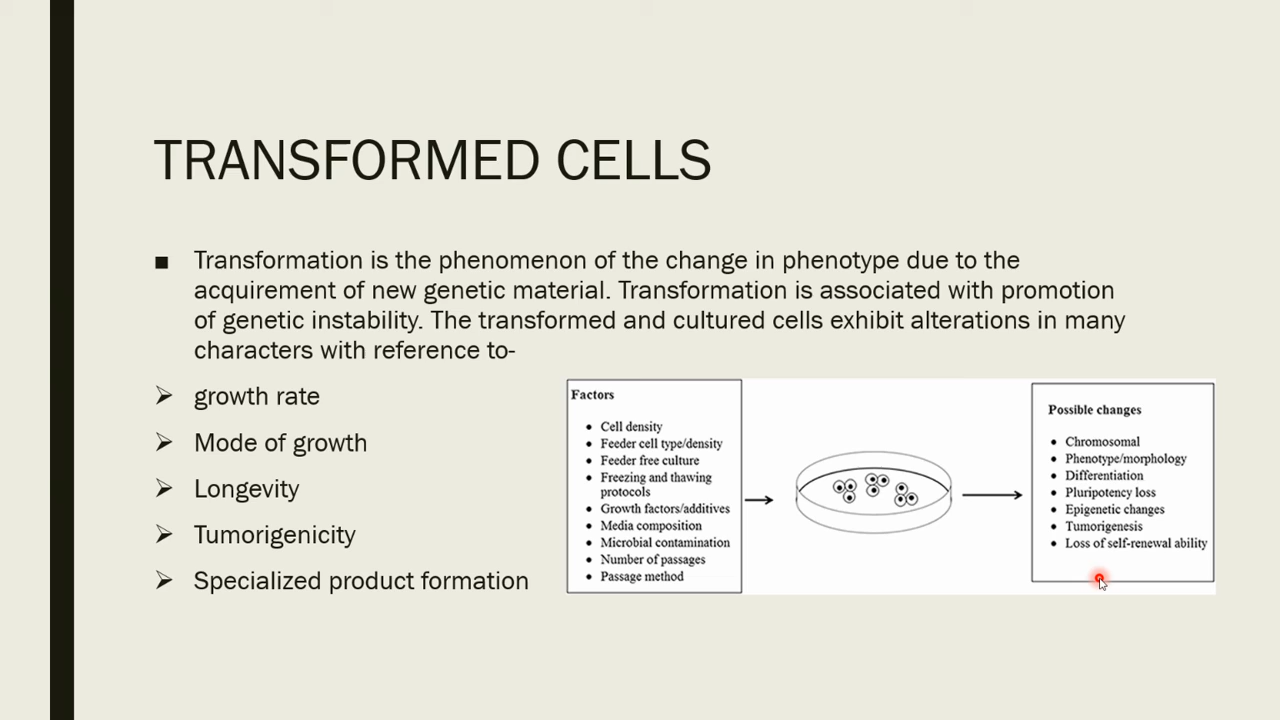 TRANSFORMED CELLS
■ Transformation is the phenomenon of the change in phenotype due to the
acquirement of new genetic material. Transformation is associated with promotion
of genetic instability. The transformed and cultured cells exhibit alterations in many
characters with reference to-
➢ growth rate
➢ Mode of growth
➢ Longevity
➢ Tumorigenicity
➢ Specialized product formation
Factors
• Cell density
• Feeder cell type/density
• Feeder free culture
• Freezing and thawing
protocols
• Growth factors/additives
• Media composition
• Microbial contamination
• Number of passages
• Passage method
Possible changes
• Chromosomal
• Phenotype/morphology
• Differentiation
• Pluripotency loss
• Epigenetic changes
• Tumorigenesis
• Loss of self-renewal ability